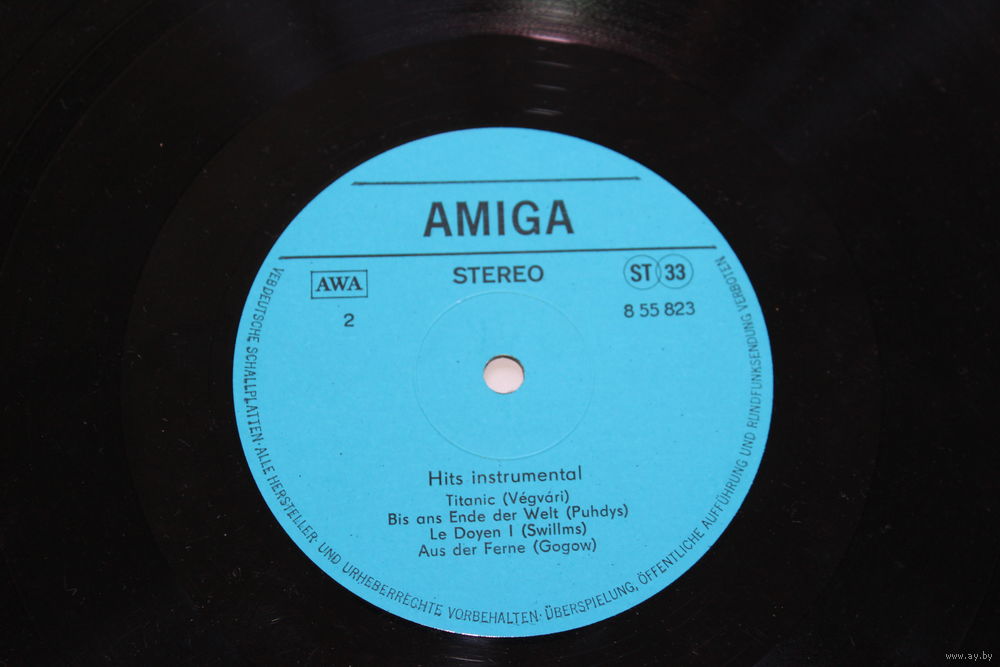 AMIGA
AWA
STEREO
ST 33
2
8 55 823
Hits instrumental
Titanic (Végvári)
Bis ans Ende der Welt (Puhdys)
Le Doyen I (Swillms)
Aus der Ferne (Gogow)
VEB DEUTSCHE SCHALLPLATTEN · ALLE HERSTELLER- UND URHEBERRECHTE VORBEHALTEN · ÜBERSPIELUNG, ÖFFENTLICHE AUFFÜHRUNG UND RUNDFUNKSENDUNG VERBOTEN
www.ay.by